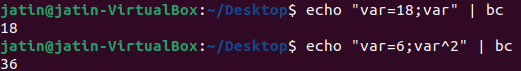 jatin@jatin-VirtualBox:~/Desktop$ echo "var=18;var" | bc
18
jatin@jatin-VirtualBox:~/Desktop$ echo "var=6;var^2" | bc
36